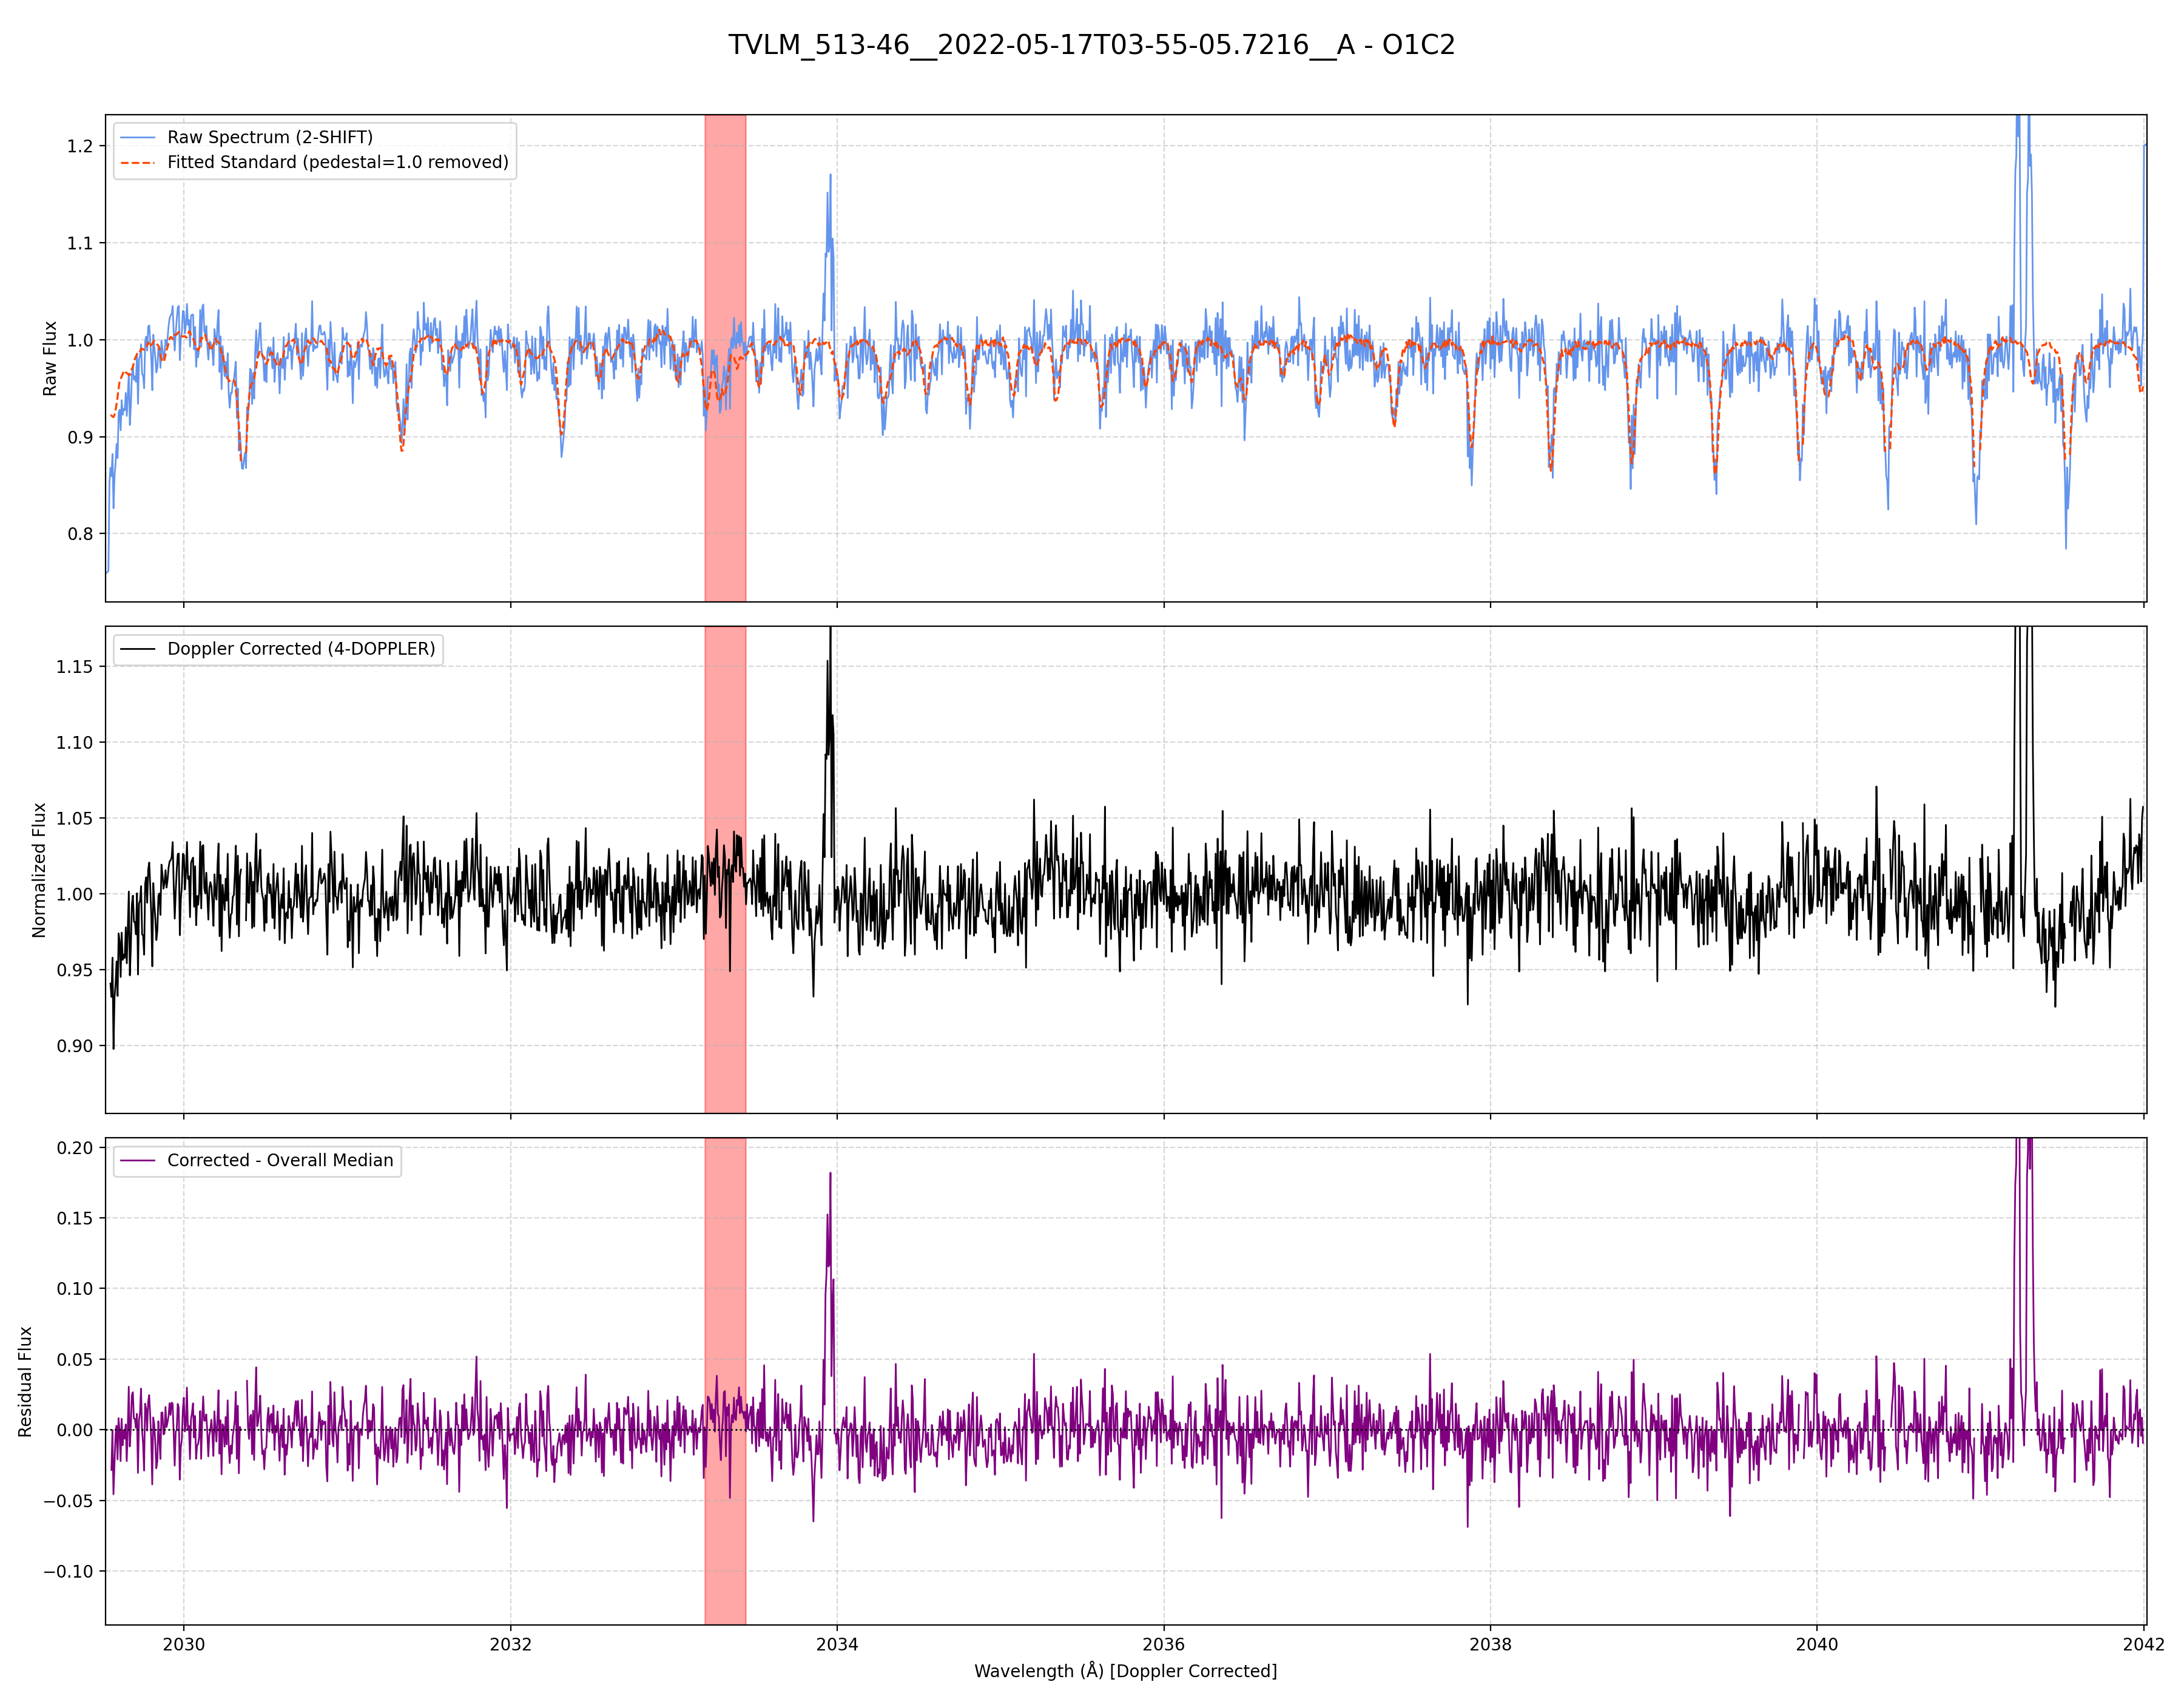 TVLM_513-46__2022-05-17T03-55-05.7216__A - O1C2
Raw Spectrum (2-SHIFT)
Fitted Standard (pedestal=1.0 removed)
1.2
1.1
1.0
0.9
0.8
Raw Flux
Doppler Corrected (4-DOPPLER)
1.15
1.10
1.05
1.00
0.95
0.90
Normalized Flux
Corrected - Overall Median
0.20
0.15
0.10
0.05
0.00
−0.05
−0.10
Residual Flux
2030 2032 2034 2036 2038 2040 2042
Wavelength (Å) [Doppler Corrected]